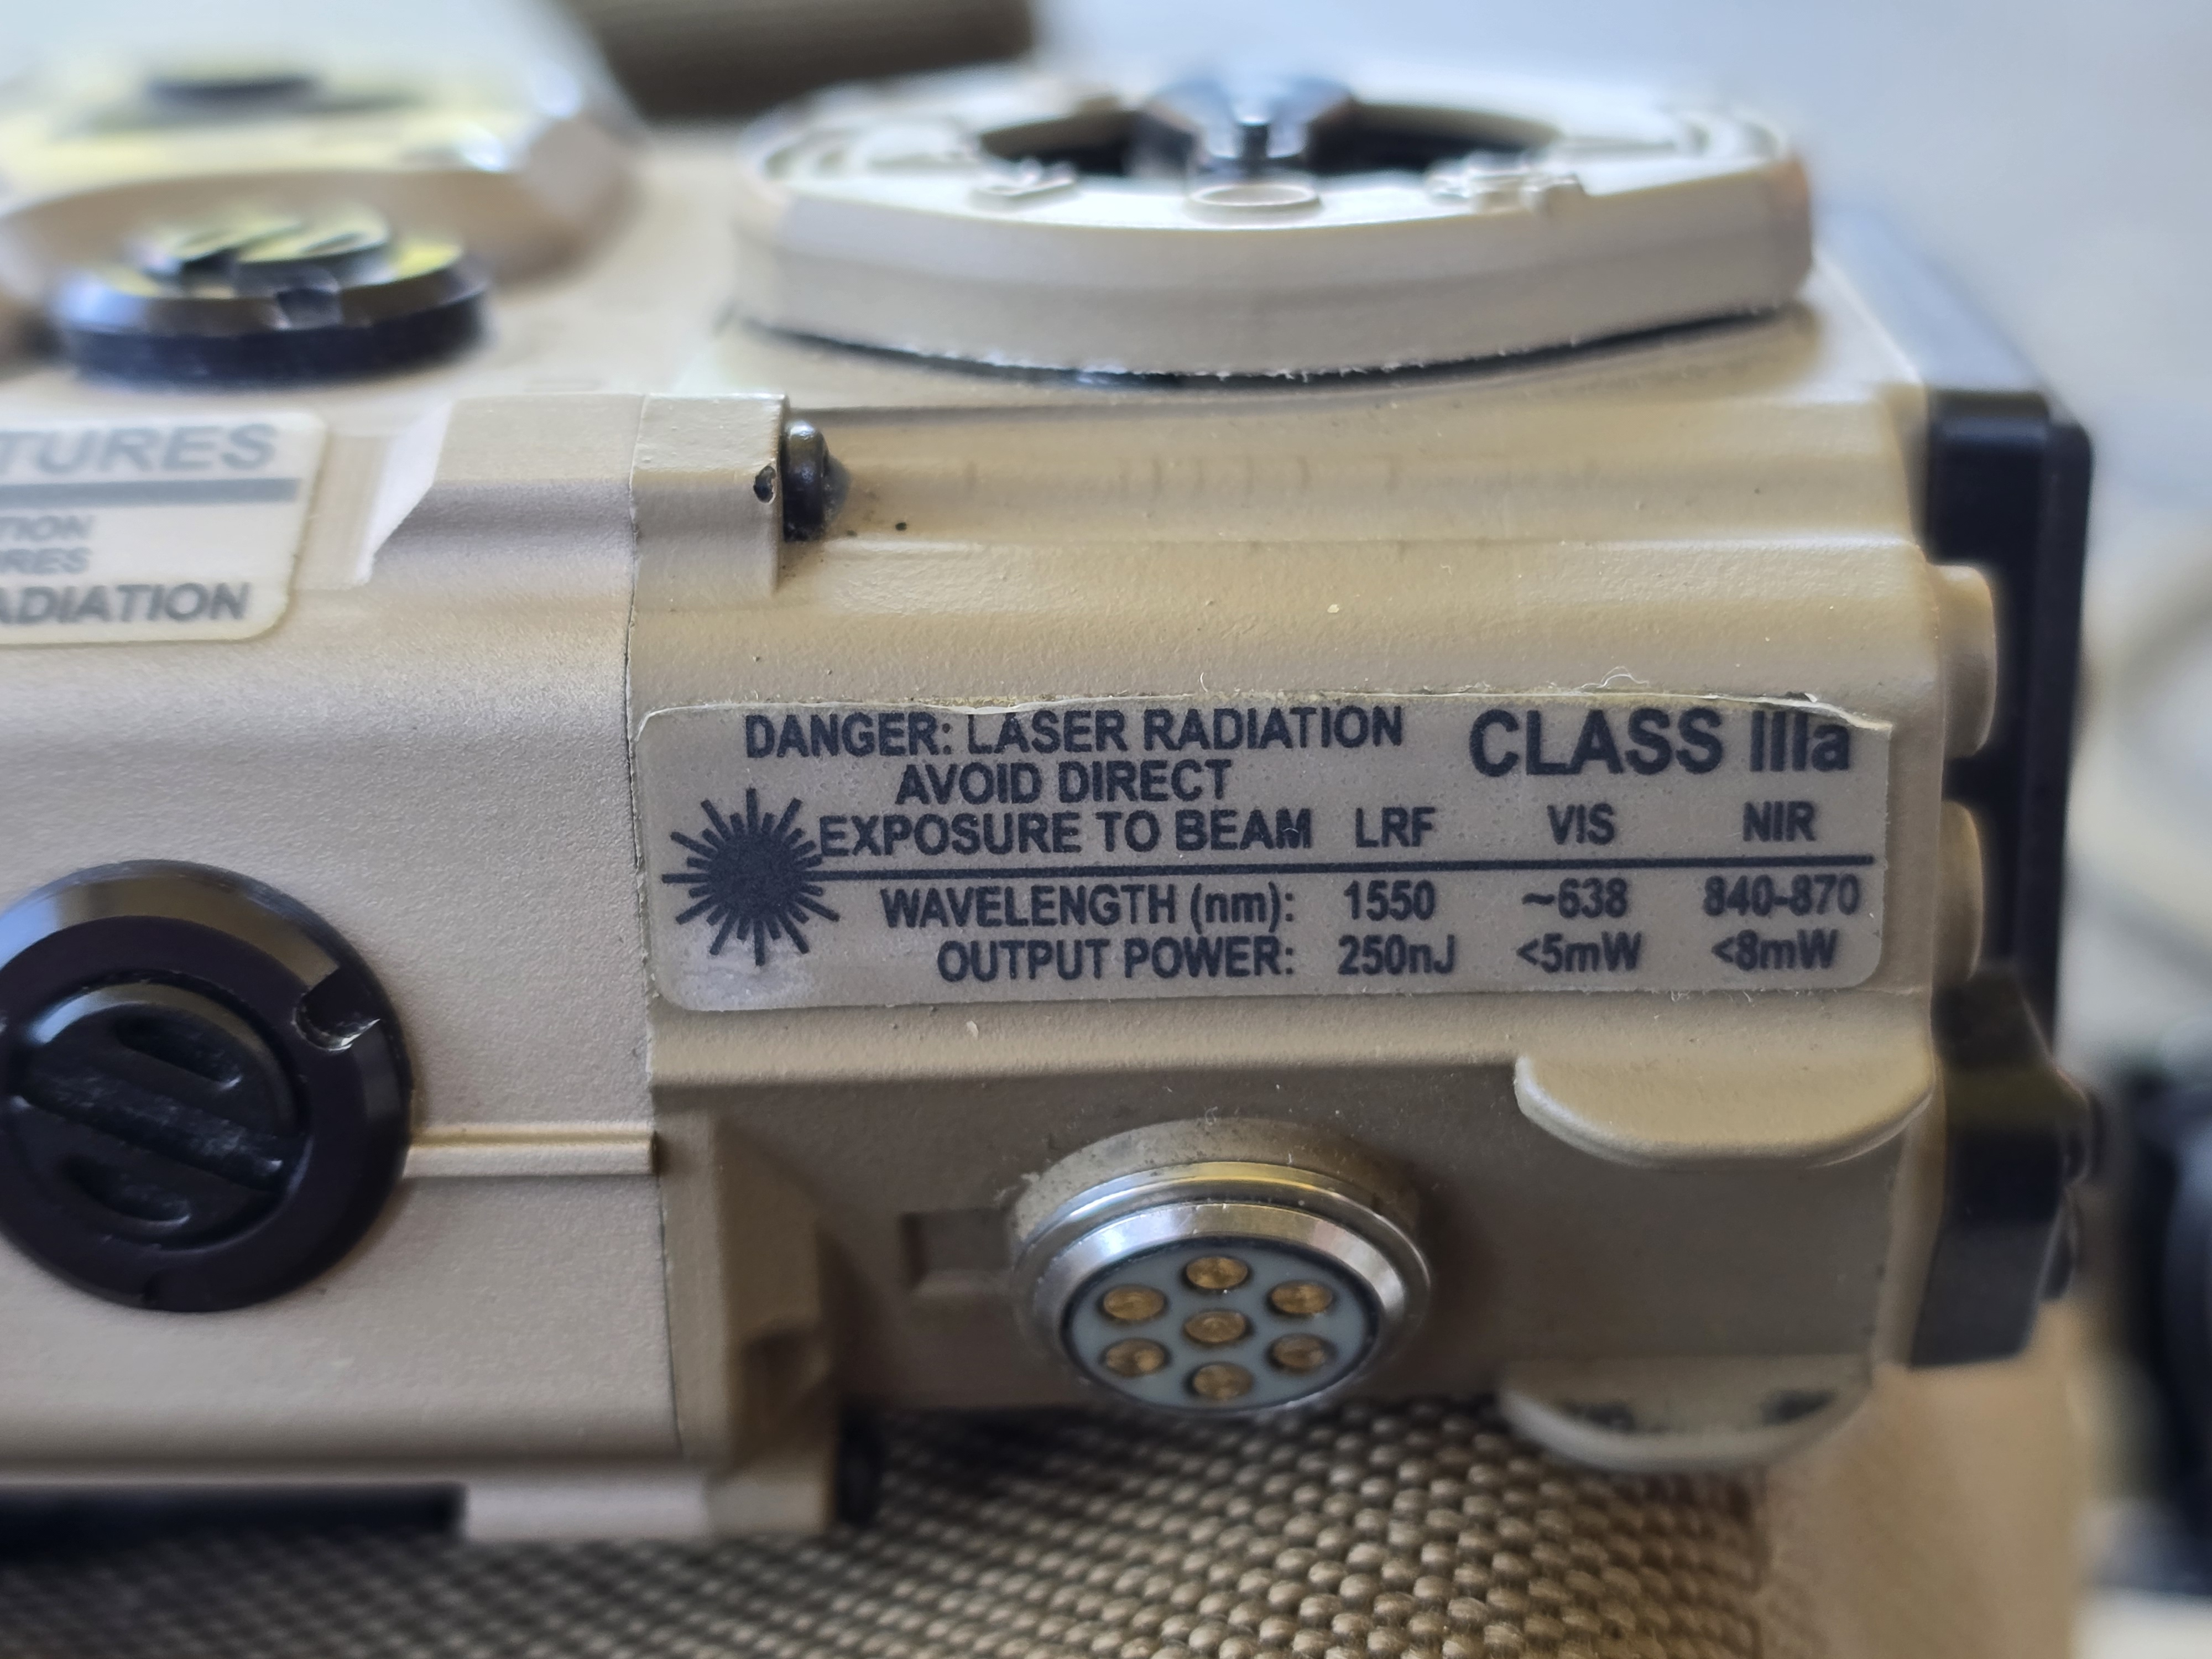 TURES
TION
RES
ADIATION
DANGER: LASER RADIATION CLASS IIIa
AVOID DIRECT
EXPOSURE TO BEAM LRF VIS NIR
WAVELENGTH (nm): 1550 ~638 840-870
OUTPUT POWER: 250nJ <5mW <8mW